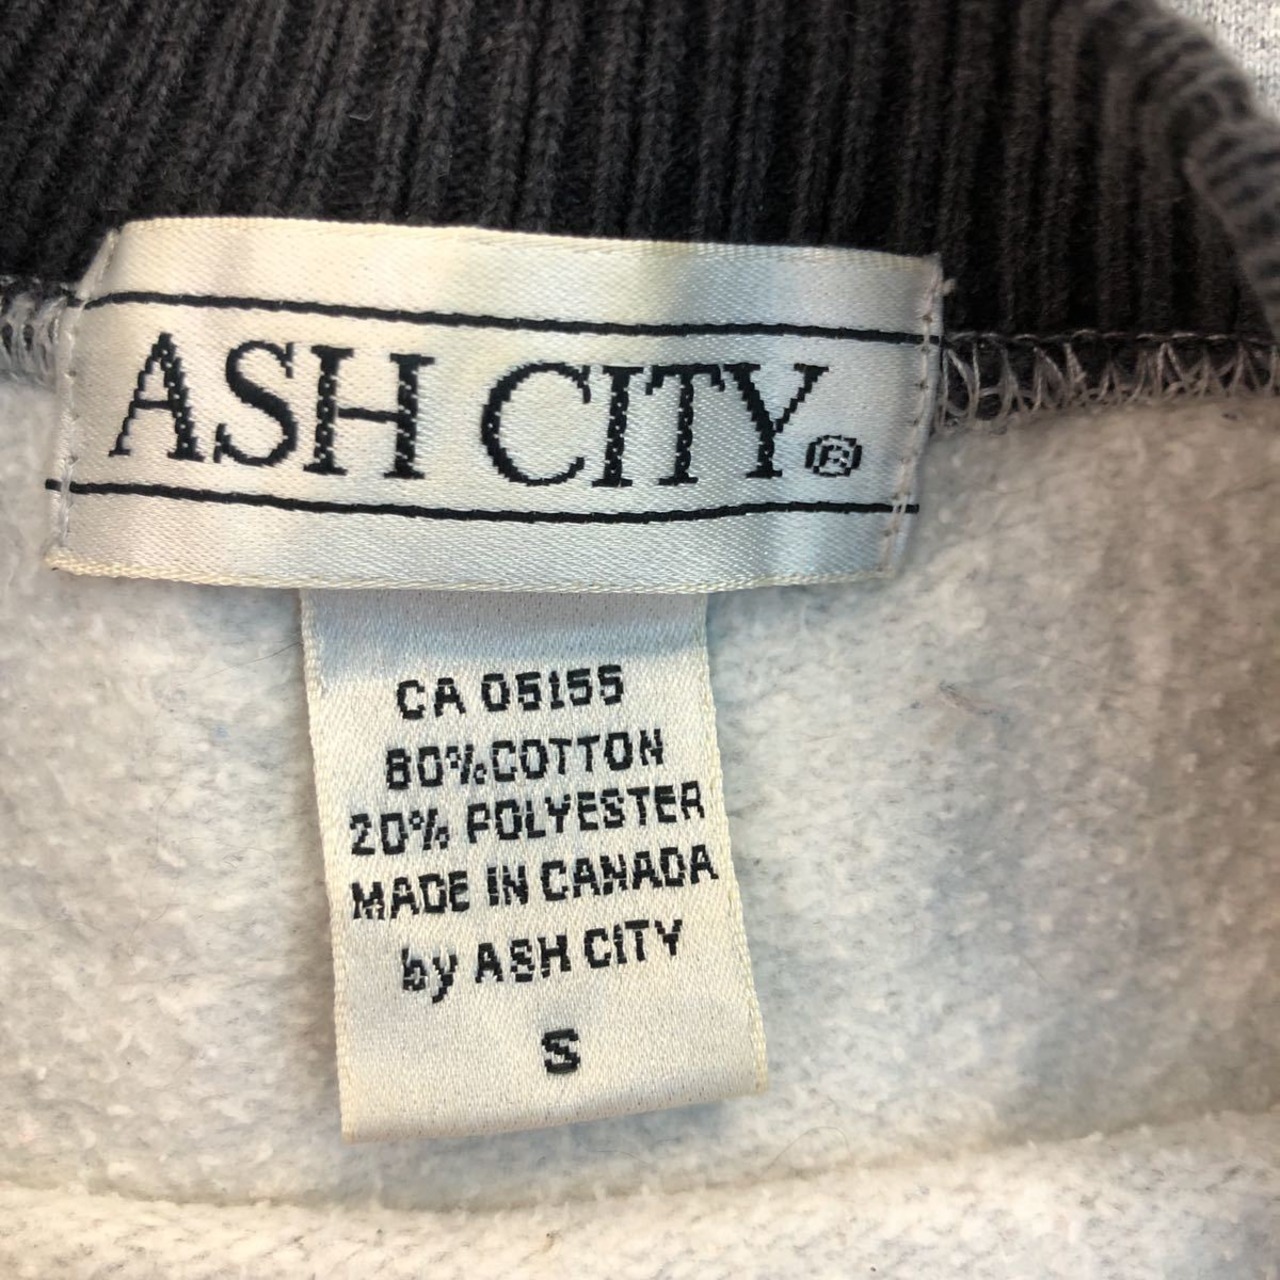 ASH CITY®
CA 05155
80% COTTON
20% POLYESTER
MADE IN CANADA
by ASH CITY
S